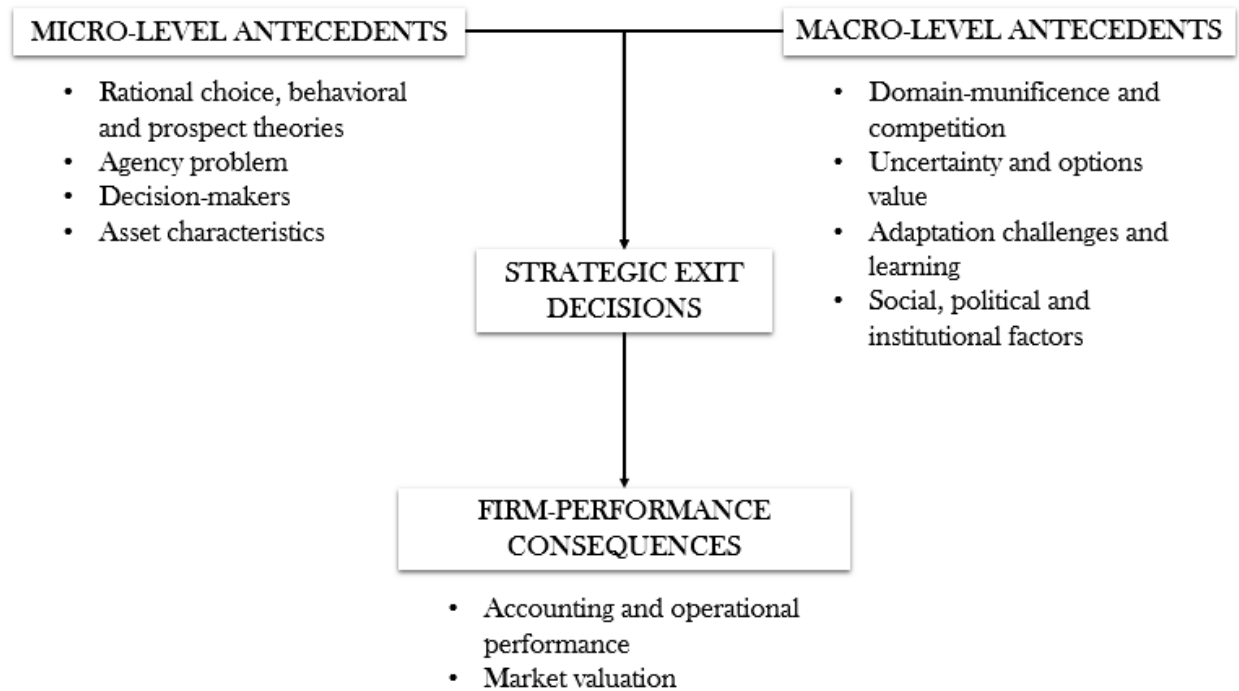 MICRO-LEVEL ANTECEDENTS
• Rational choice, behavioral
and prospect theories
• Agency problem
• Decision-makers
• Asset characteristics
MACRO-LEVEL ANTECEDENTS
• Domain-munificence and
competition
• Uncertainty and options
value
• Adaptation challenges and
learning
• Social, political and
institutional factors
STRATEGIC EXIT
DECISIONS
FIRM-PERFORMANCE
CONSEQUENCES
• Accounting and operational
performance
• Market valuation